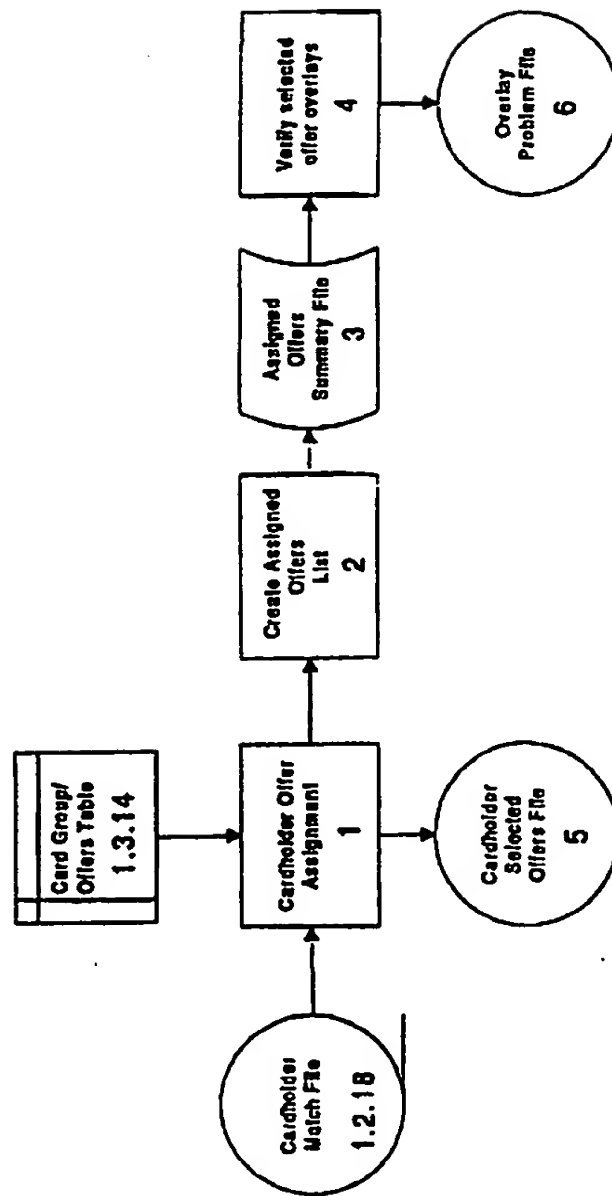 Card Group/
Offers Table
1.3.14
Cardholder
Match File
1.2.18
Cardholder Offer
Assignment
1
Create Assigned
Offers
List
2
Assigned
Offers
Summary File
3
Verify selected
offer overlays
4
Cardholder
Selected
Offers File
5
Overlay
Problem File
6